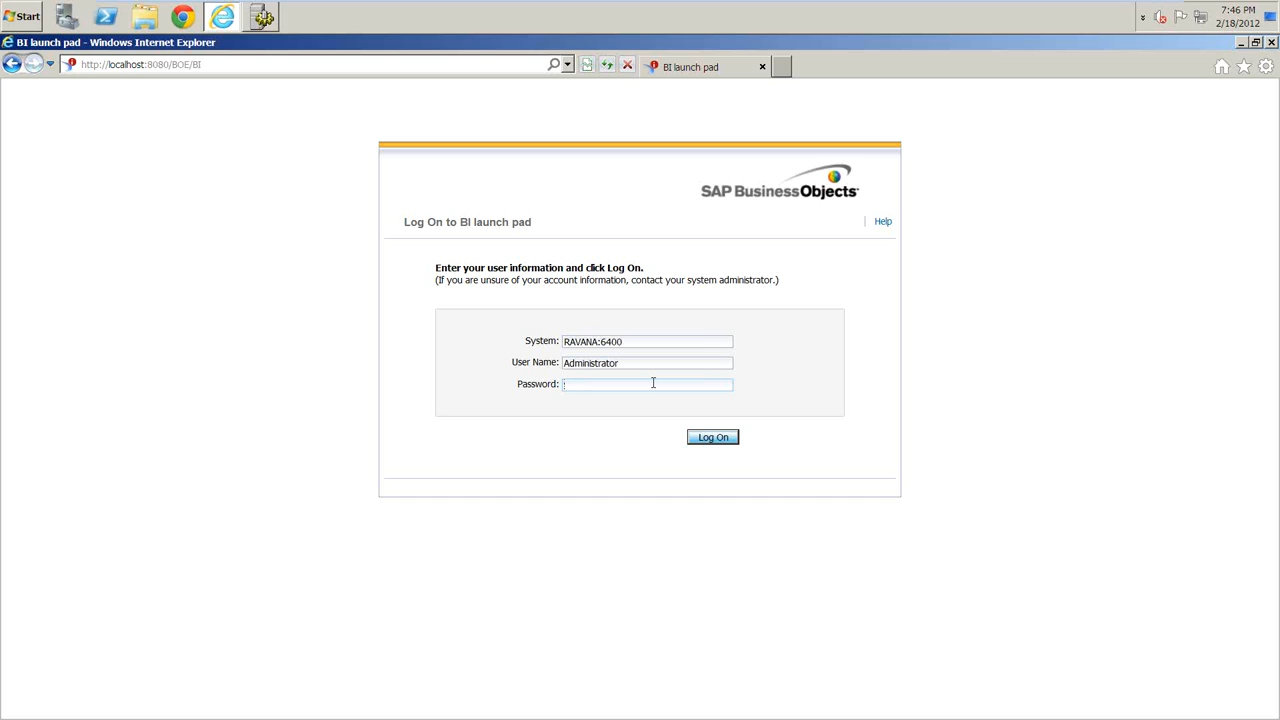 Start
7:46 PM
2/18/2012
BI launch pad - Windows Internet Explorer
http://localhost:8080/BOE/BI
BI launch pad
SAP BusinessObjects
Log On to BI launch pad
Help
Enter your user information and click Log On.
(If you are unsure of your account information, contact your system administrator.)
System: RAVANA:6400
User Name: Administrator
Password:
Log On